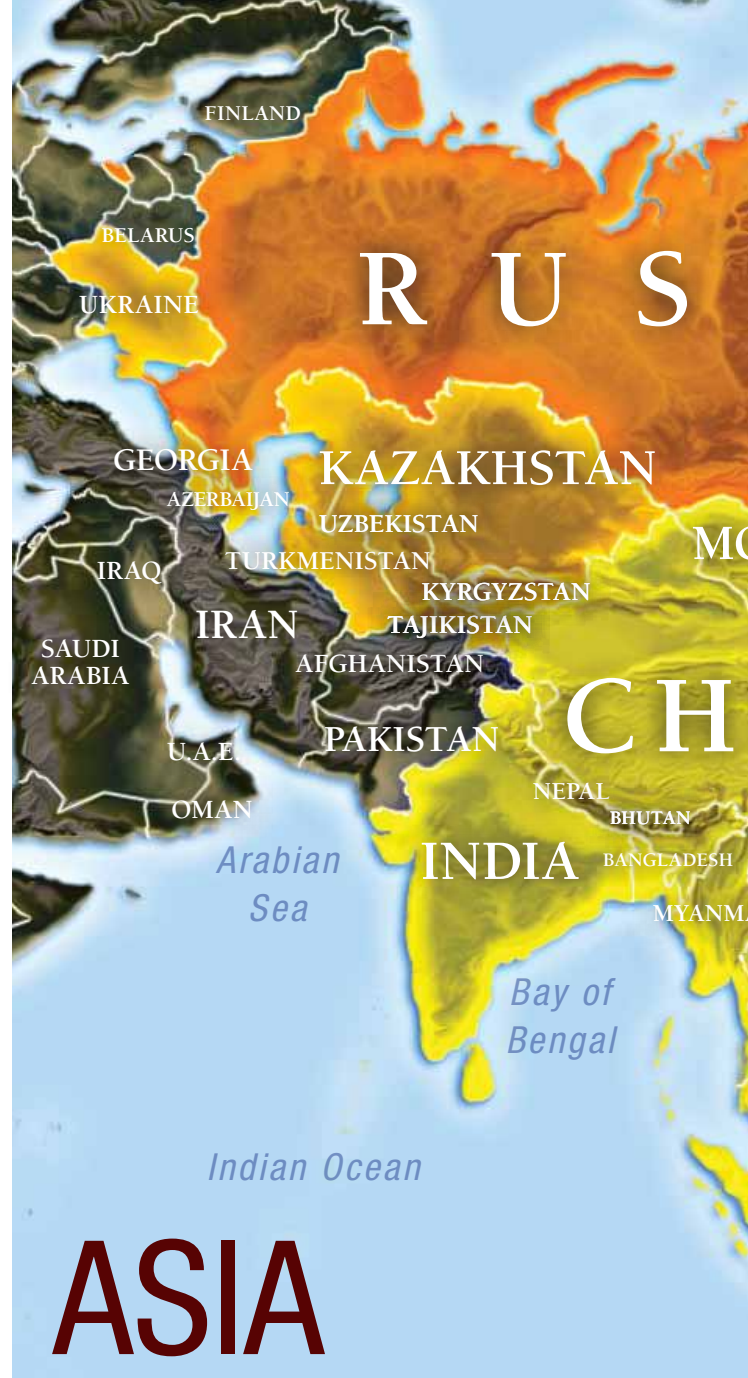 FINLAND
BELARUS
UKRAINE
R U S
GEORGIA
KAZAKHSTAN
AZERBAIJAN
UZBEKISTAN
MO
TURKMENISTAN
IRAQ
KYRGYZSTAN
IRAN
TAJIKISTAN
SAUDI
ARABIA
AFGHANISTAN
C H
PAKISTAN
U.A.E.
NEPAL
OMAN
BHUTAN
INDIA
BANGLADESH
Arabian
Sea
MYANMA
Bay of
Bengal
Indian Ocean
ASIA